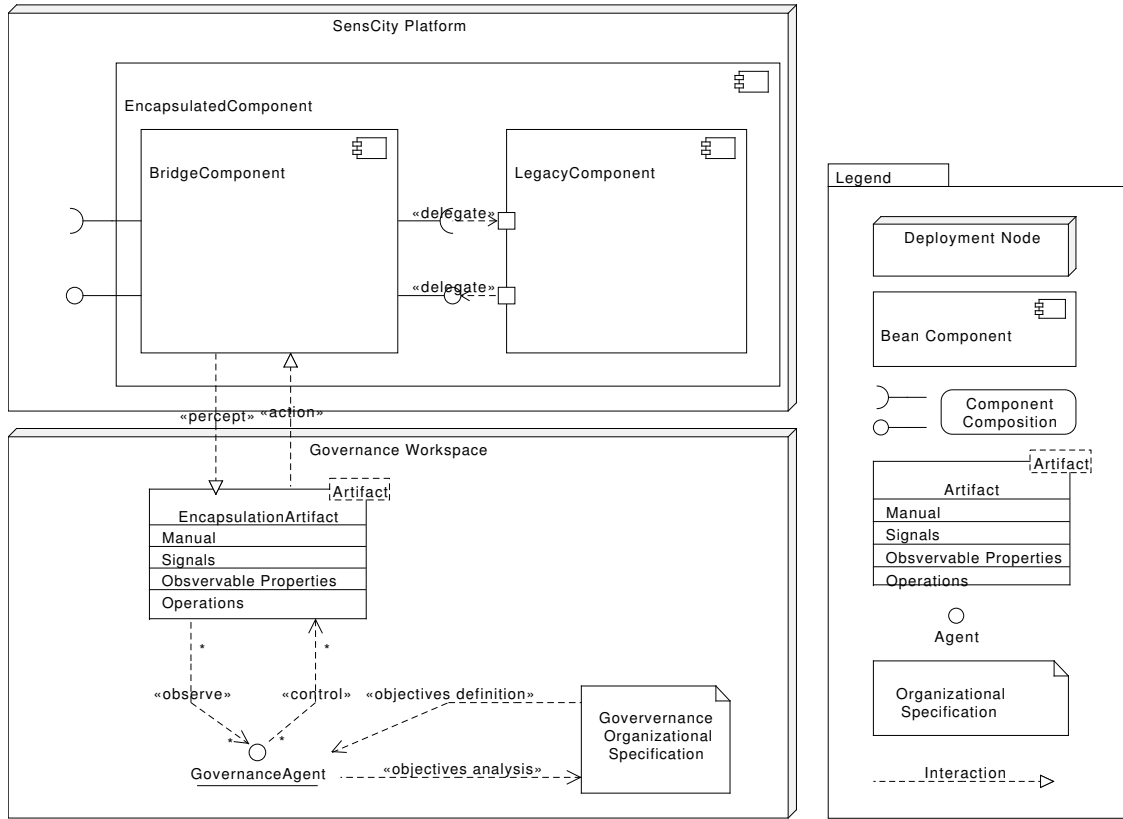 SensCity Platform
EncapsulatedComponent
BridgeComponent
LegacyComponent
«delegate»
«delegate»
«percept»
«action»
Governance Workspace
Artifact
EncapsulationArtifact
Manual
Signals
Obsvervable Properties
Operations
*
*
«observe»
«control»
«objectives definition»
*
*
GovernanceAgent
«objectives analysis»
Goververnance
Organizational
Specification
Legend
Deployment Node
Bean Component
Component
Composition
Artifact
Artifact
Manual
Signals
Obsvervable Properties
Operations
Agent
Organizational
Specification
Interaction